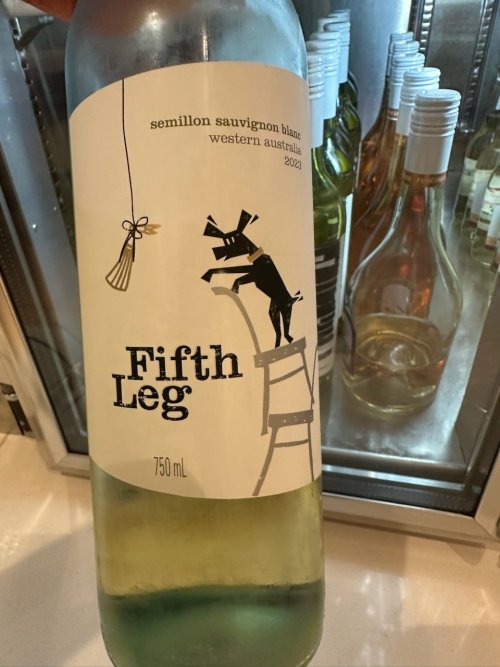 semillon sauvignon blanc
western australia
2023
Fifth
Leg
750 mL